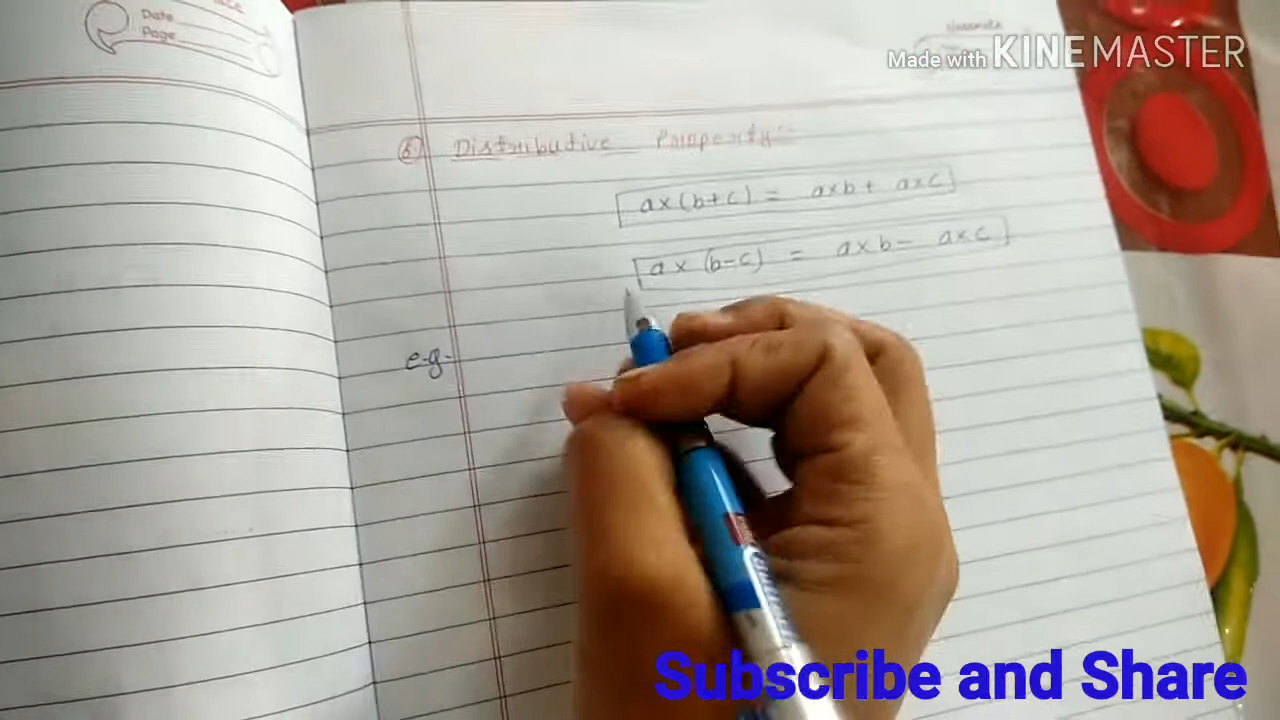 Date
Page
Made with KINEMASTER
6 Distributive Property:-
a×(b+c) = a×b + a×c
a×(b-c) = a×b - a×c
e.g.
Subscribe and Share